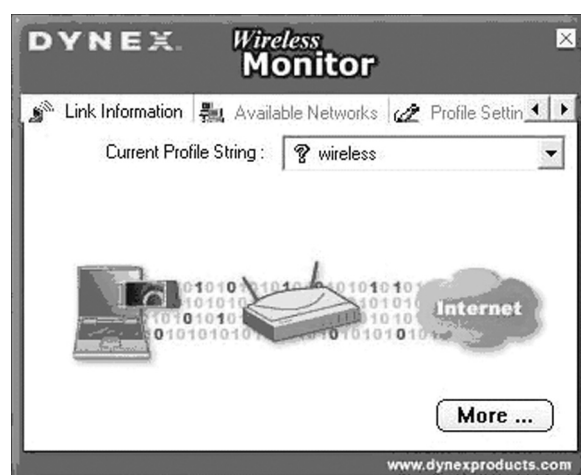 DYNEX
Wireless
Monitor
Link Information
Available Networks
Profile Settin
Current Profile String :
wireless
Internet
More ...
www.dynexproducts.com